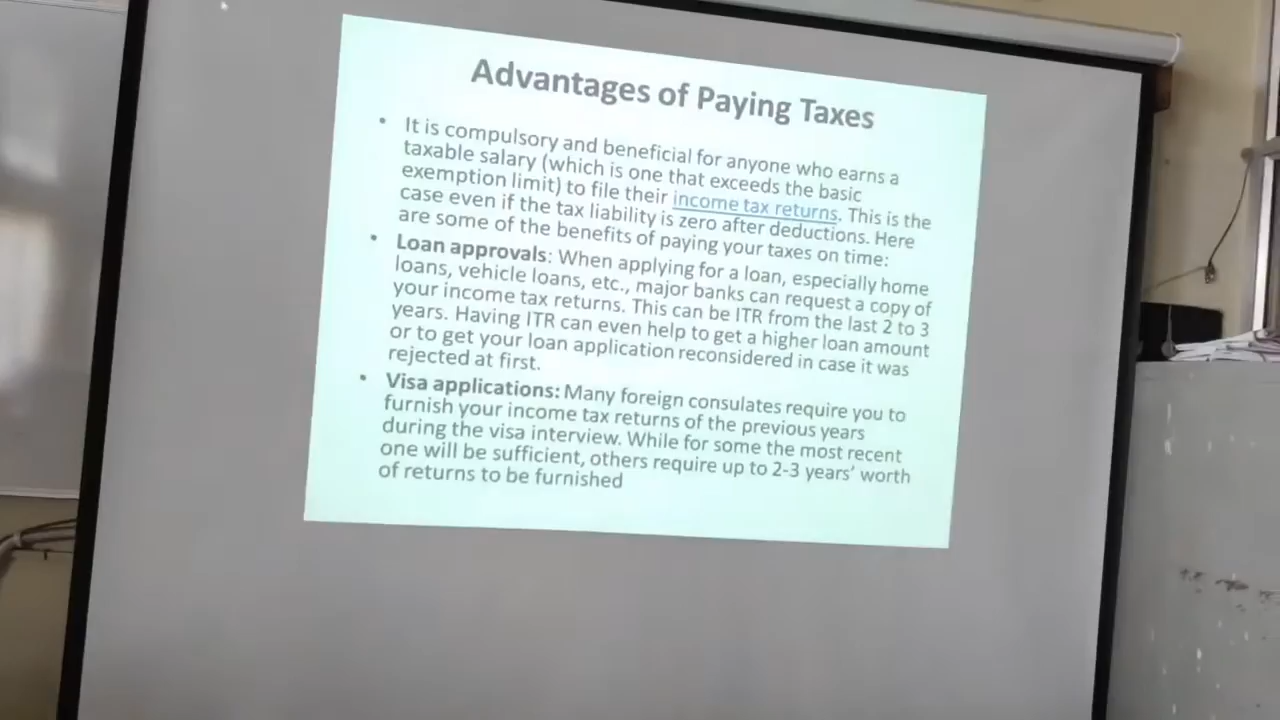 Advantages of Paying Taxes
• It is compulsory and beneficial for anyone who earns a
taxable salary (which is one that exceeds the basic
exemption limit) to file their income tax returns. This is the
case even if the tax liability is zero after deductions. Here
are some of the benefits of paying your taxes on time:
• Loan approvals: When applying for a loan, especially home
loans, vehicle loans, etc., major banks can request a copy of
your income tax returns. This can be ITR from the last 2 to 3
years. Having ITR can even help to get a higher loan amount
or to get your loan application reconsidered in case it was
rejected at first.
• Visa applications: Many foreign consulates require you to
furnish your income tax returns of the previous years
during the visa interview. While for some the most recent
one will be sufficient, others require up to 2-3 years’ worth
of returns to be furnished